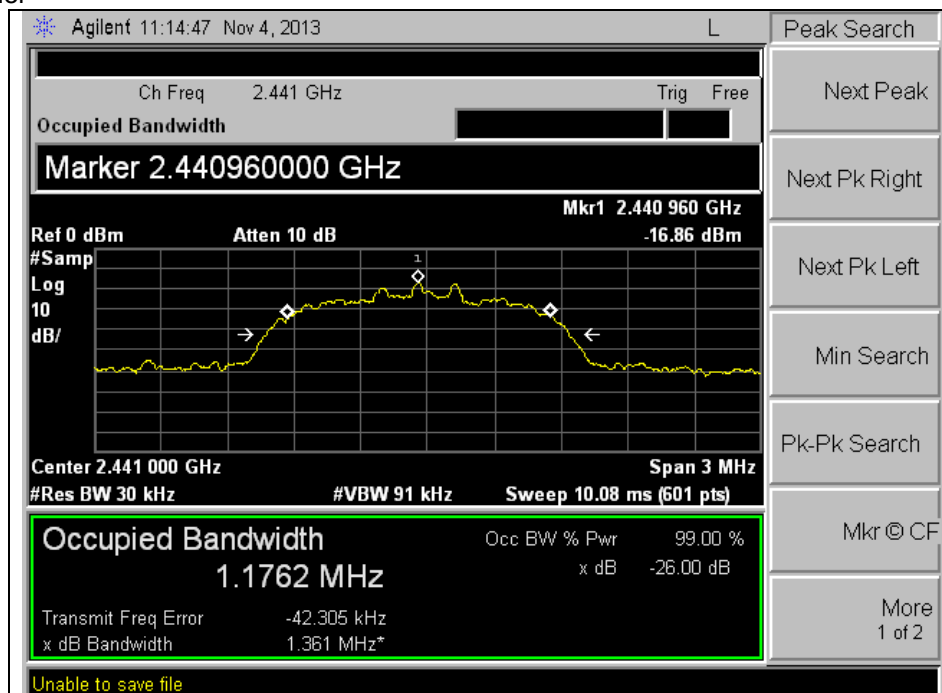 Agilent 11:14:47 Nov 4, 2013 L
Peak Search
Ch Freq 2.441 GHz Trig Free
Occupied Bandwidth
Marker 2.440960000 GHz
Mkr1 2.440 960 GHz
Ref 0 dBm Atten 10 dB -16.86 dBm
#Samp
Log
10
dB/
1
Center 2.441 000 GHz Span 3 MHz
#Res BW 30 kHz #VBW 91 kHz Sweep 10.08 ms (601 pts)
Occupied Bandwidth Occ BW % Pwr 99.00 %
1.1762 MHz x dB -26.00 dB
Transmit Freq Error -42.305 kHz
x dB Bandwidth 1.361 MHz*
Unable to save file
Next Peak
Next Pk Right
Next Pk Left
Min Search
Pk-Pk Search
Mkr © CF
More
1 of 2